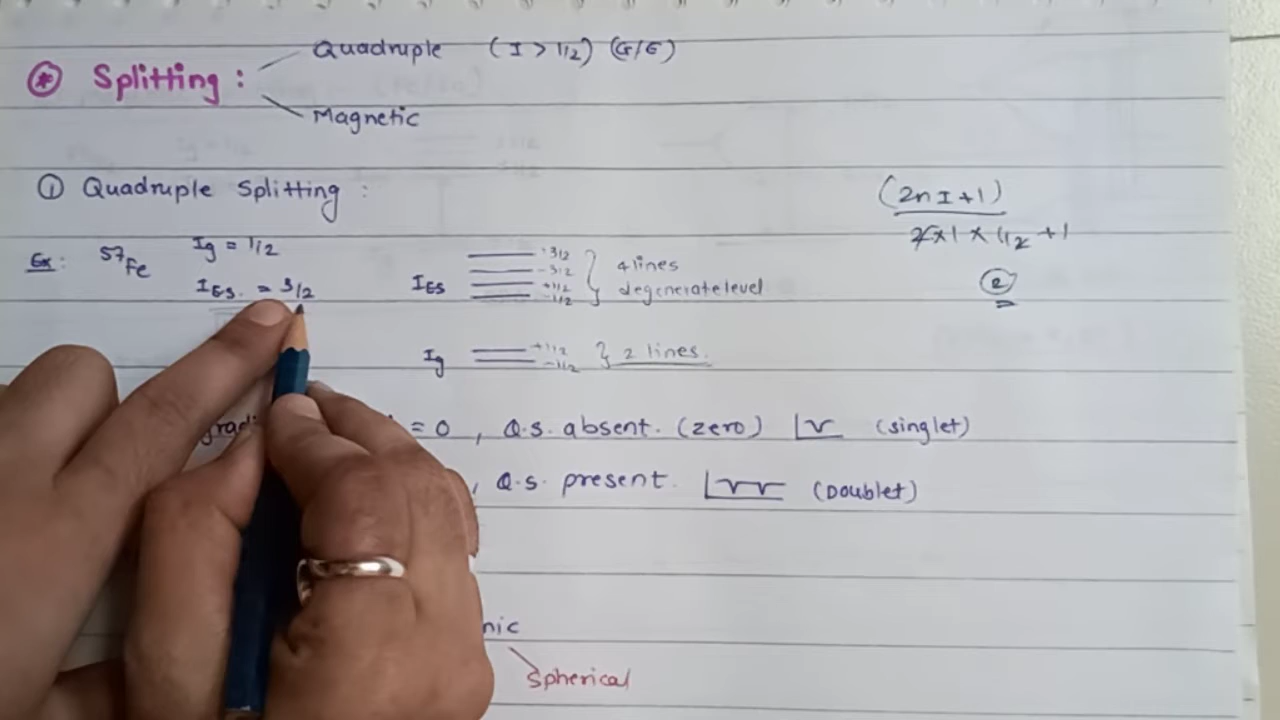 * Splitting :
Quadruple (I > 1/2) (G/E)
Magnetic
① Quadruple Splitting :
(2nI+1)
2x1 x 1/2 +1
②
Ex: 57Fe Ig = 1/2
IES. = 3/2
IES +3/2 -3/2 +1/2 -1/2 } 4 lines
degenerate level
Ig +1/2 -1/2 } 2 lines.
= 0 , Q.S. absent. (zero) (singlet)
, Q.S. present. (Doublet)
nic
Spherical